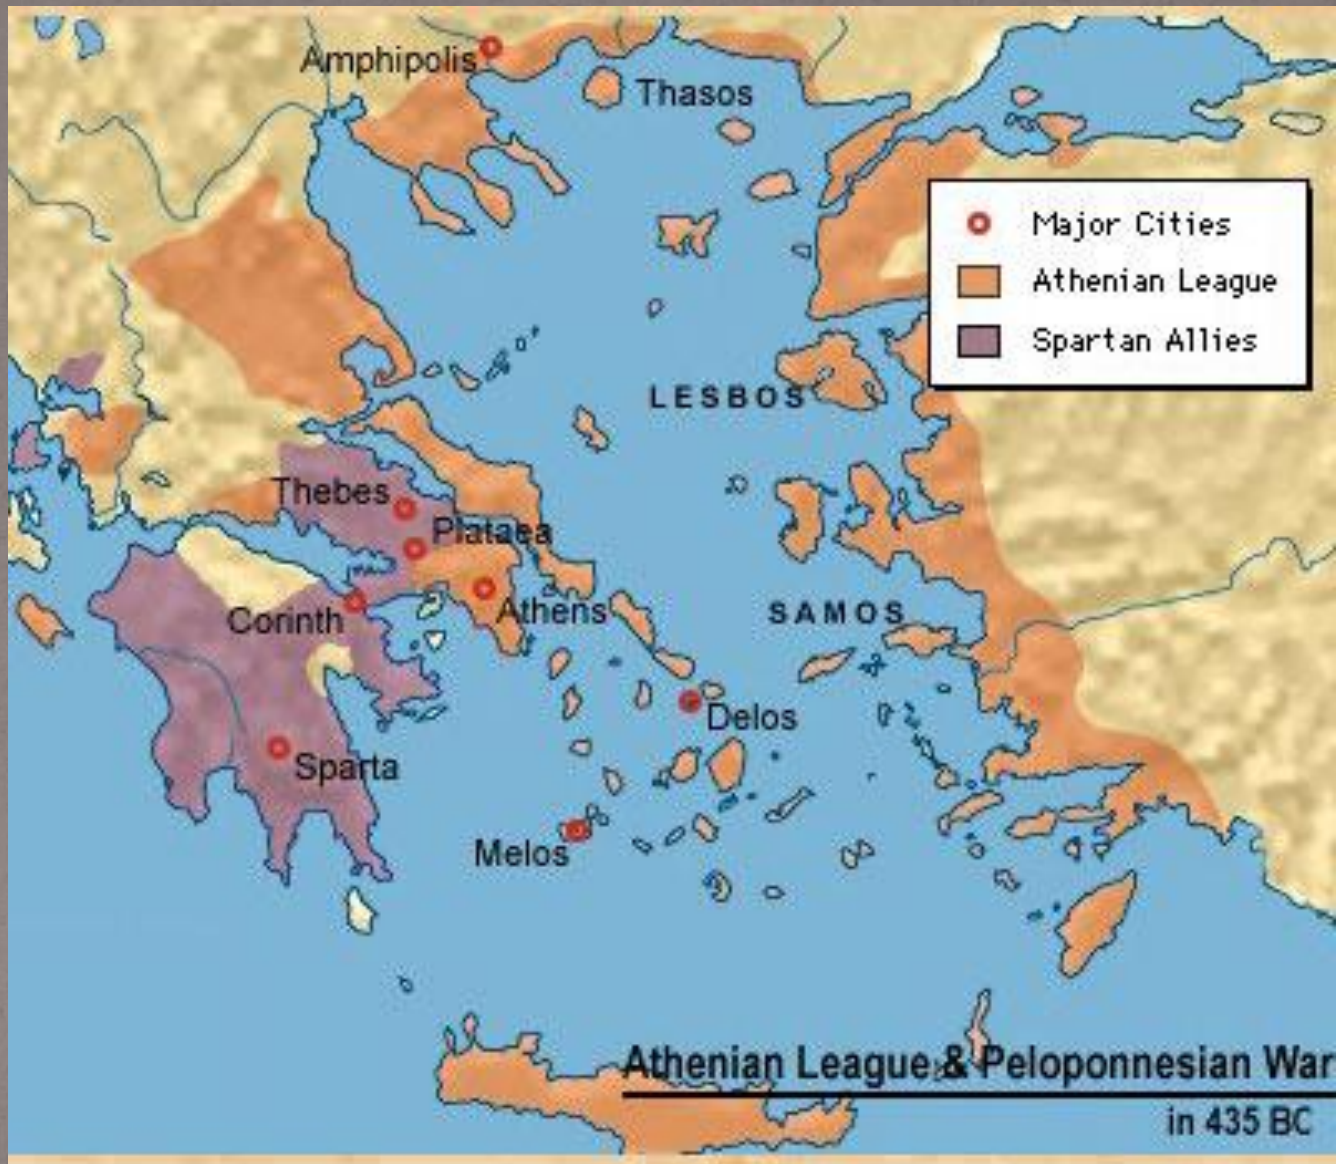 Amphipolis
Thasos
Major Cities
Athenian League
Spartan Allies
LESBOS
Thebes
Plataea
Corinth
Athens
SAMOS
Delos
Sparta
Melos
Athenian League & Peloponnesian War
in 435 BC